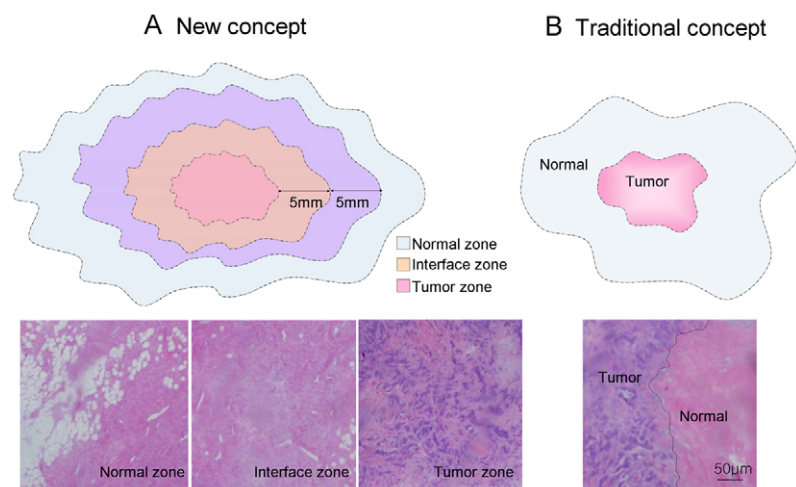 A New concept
B Traditional concept
5mm 5mm
Normal
Tumor
Normal zone
Interface zone
Tumor zone
Normal zone
Interface zone
Tumor zone
Tumor
Normal
50μm